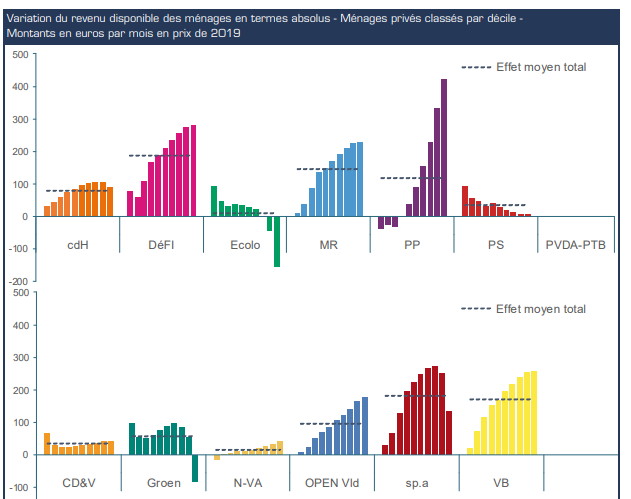 Variation du revenu disponible des ménages en termes absolus - Ménages privés classés par décile -
Montants en euros par mois en prix de 2019
500
Effet moyen total
400
300
200
100
0
cdH DéFI Ecolo MR PP PS PVDA-PTB
-100
-200
500
Effet moyen total
400
300
200
100
0
CD&V Groen N-VA OPEN Vld sp.a VB
-100